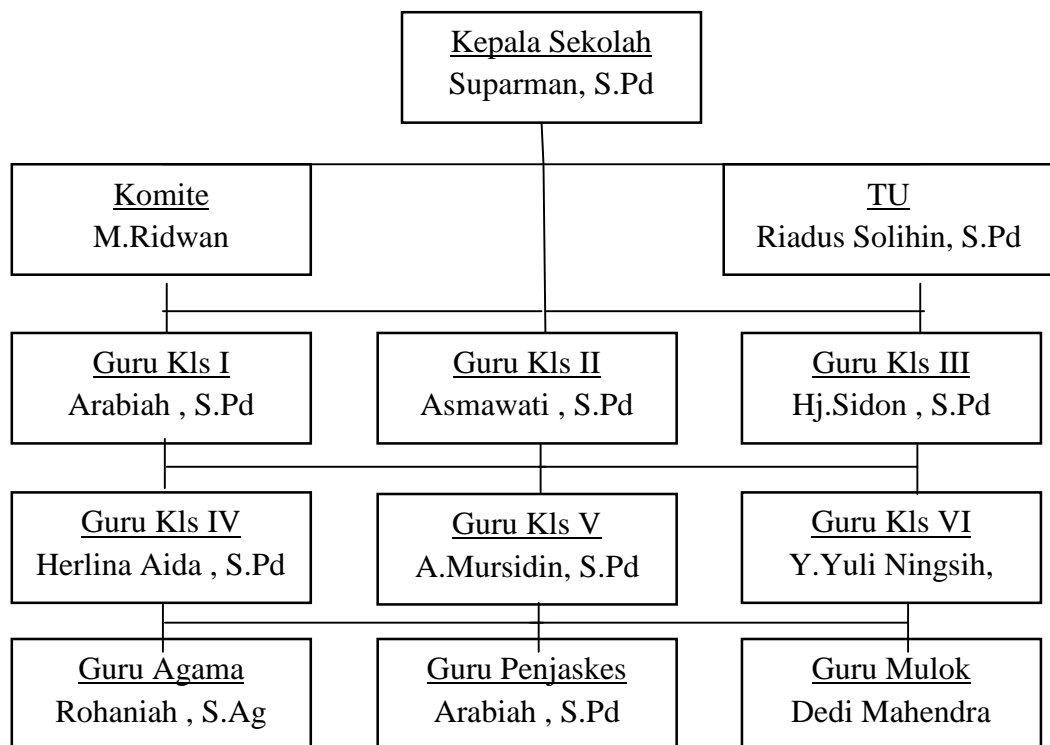 Kepala Sekolah
Suparman, S.Pd
Komite
M.Ridwan
TU
Riadus Solihin, S.Pd
Guru Kls I
Arabiah , S.Pd
Guru Kls II
Asmawati , S.Pd
Guru Kls III
Hj.Sidon , S.Pd
Guru Kls IV
Herlina Aida , S.Pd
Guru Kls V
A.Mursidin, S.Pd
Guru Kls VI
Y.Yuli Ningsih,
Guru Agama
Rohaniah , S.Ag
Guru Penjaskes
Arabiah , S.Pd
Guru Mulok
Dedi Mahendra